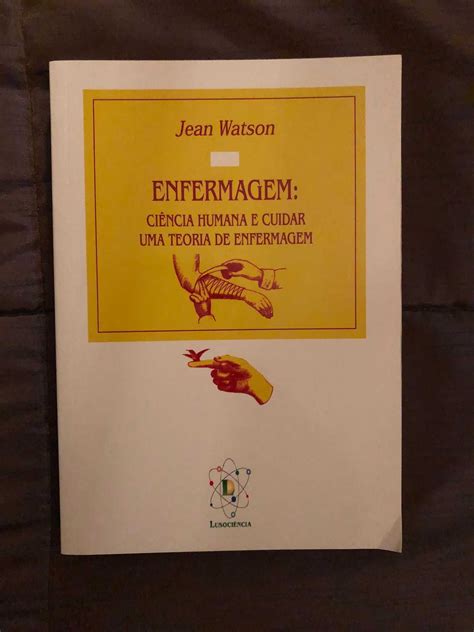 Jean Watson
ENFERMAGEM:
CIÊNCIA HUMANA E CUIDAR
UMA TEORIA DE ENFERMAGEM
L
LUSOCIÊNCIA